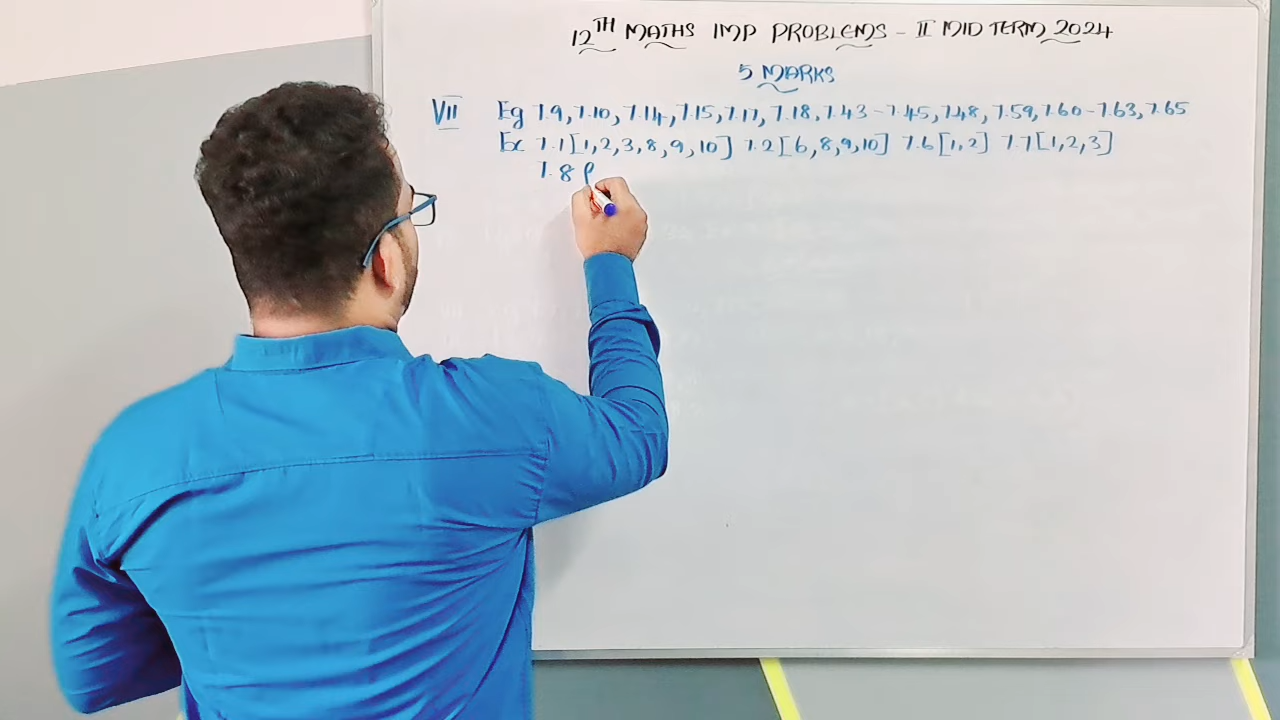 12TH MATHS IMP PROBLEMS - II MID TERM 2024
5 MARKS
VII Eg 7.9, 7.10, 7.14, 7.15, 7.17, 7.18, 7.43 - 7.45, 7.48, 7.59, 7.60 - 7.63, 7.65
Ex 7.1 [1, 2, 3, 8, 9, 10] 7.2 [6, 8, 9, 10] 7.6 [1, 2] 7.7 [1, 2, 3]
7.8